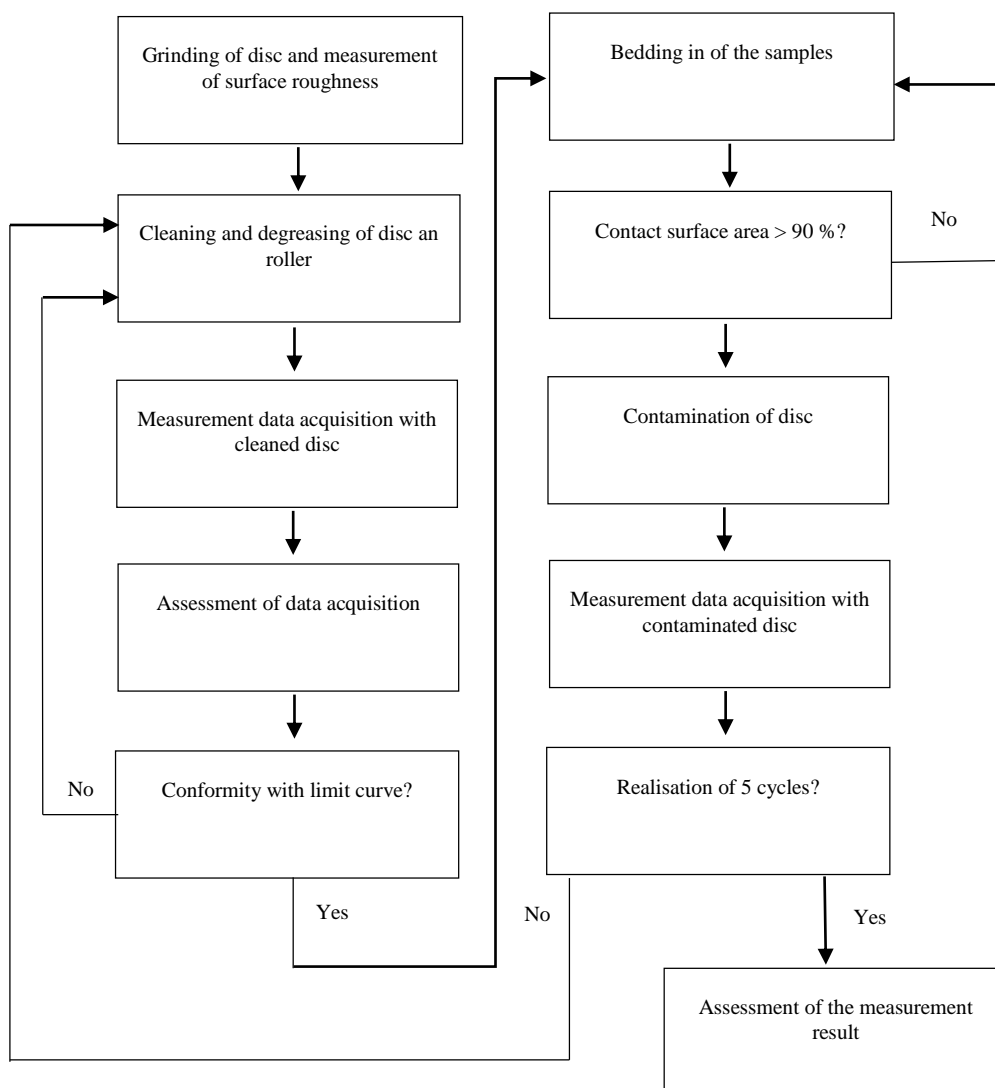 Grinding of disc and measurement
of surface roughness
Cleaning and degreasing of disc an
roller
Measurement data acquisition with
cleaned disc
Assessment of data acquisition
No
Conformity with limit curve?
Yes
Bedding in of the samples
Contact surface area > 90 %?
No
Contamination of disc
Measurement data acquisition with
contaminated disc
Realisation of 5 cycles?
No
Yes
Assessment of the measurement
result